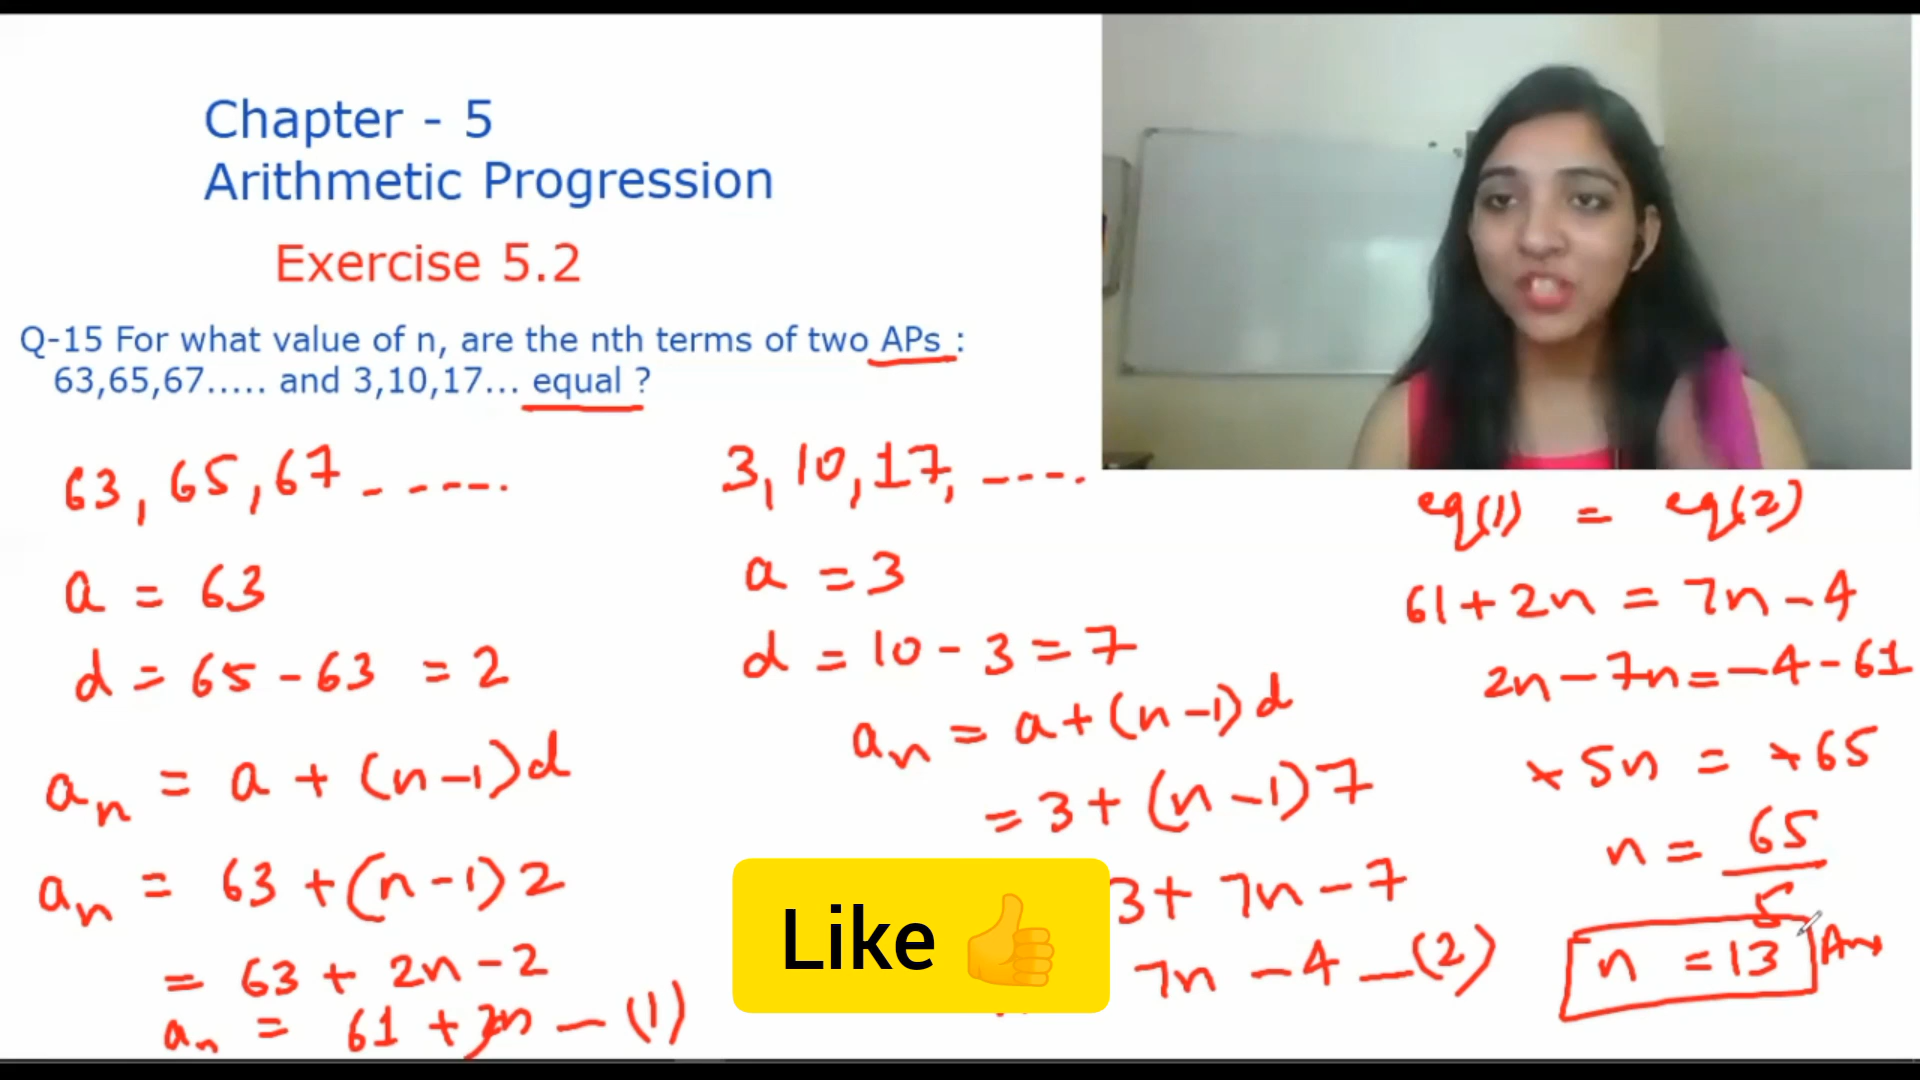 Chapter - 5
Arithmetic Progression
Exercise 5.2
Q-15 For what value of n, are the nth terms of two APs :
63,65,67..... and 3,10,17... equal ?
63, 65, 67 - - - - -.
a = 63
d = 65 - 63 = 2
an = a + (n-1)d
an = 63 + (n-1)2
= 63 + 2n - 2
an = 61 + 2n — (1)
3, 10, 17, - - - -.
a = 3
d = 10 - 3 = 7
an = a + (n-1)d
= 3 + (n-1)7
3 + 7n - 7
7n - 4 — (2)
Like 👍
eq(1) = eq(2)
61 + 2n = 7n - 4
2n - 7n = -4 - 61
+5n = +65
n = 65
5
n = 13 Ans